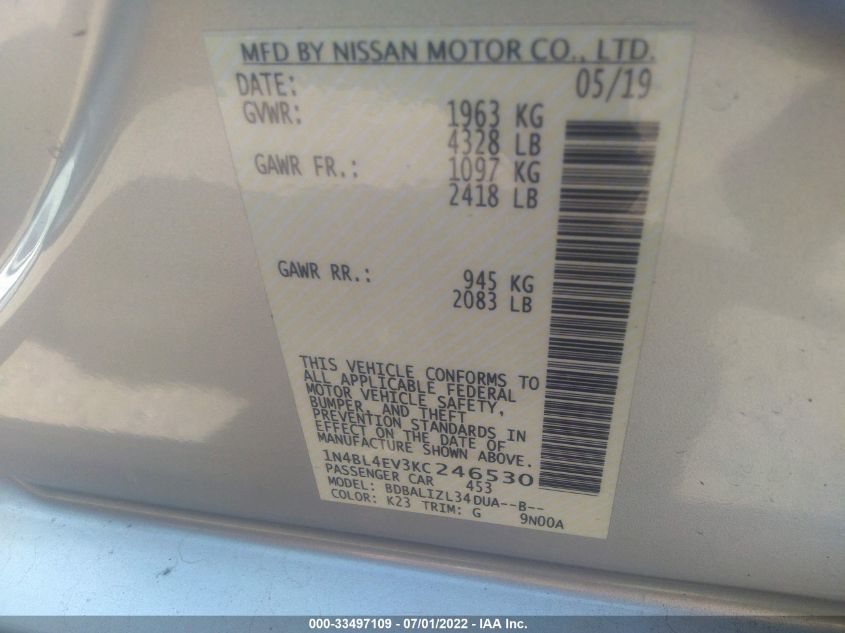 MFD BY NISSAN MOTOR CO., LTD.
DATE: 05/19
GVWR: 1963 KG
4328 LB
GAWR FR.: 1097 KG
2418 LB
GAWR RR.: 945 KG
2083 LB
THIS VEHICLE CONFORMS TO
ALL APPLICABLE FEDERAL
MOTOR VEHICLE SAFETY,
BUMPER, AND THEFT
PREVENTION STANDARDS IN
EFFECT ON THE DATE OF
MANUFACTURE SHOWN ABOVE.
1N4BL4EV3KC246530
PASSENGER CAR 453
MODEL: BDBALIZL34DUA--B--
COLOR: K23 TRIM: G 9N00A
000-33497109 - 07/01/2022 - IAA Inc.